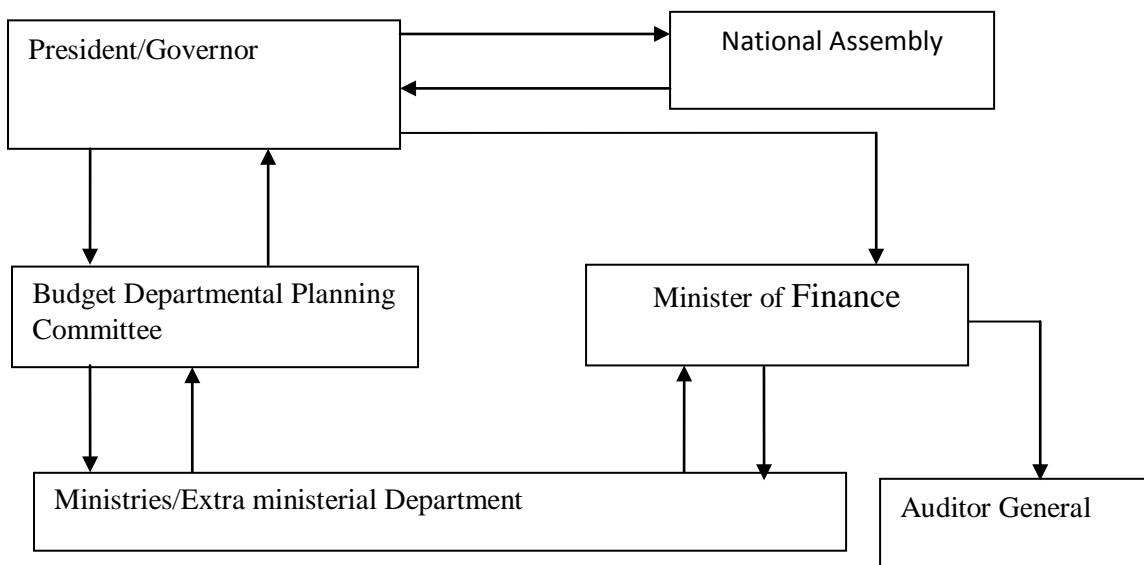 President/Governor
National Assembly
Budget Departmental Planning
Committee
Minister of Finance
Ministries/Extra ministerial Department
Auditor General